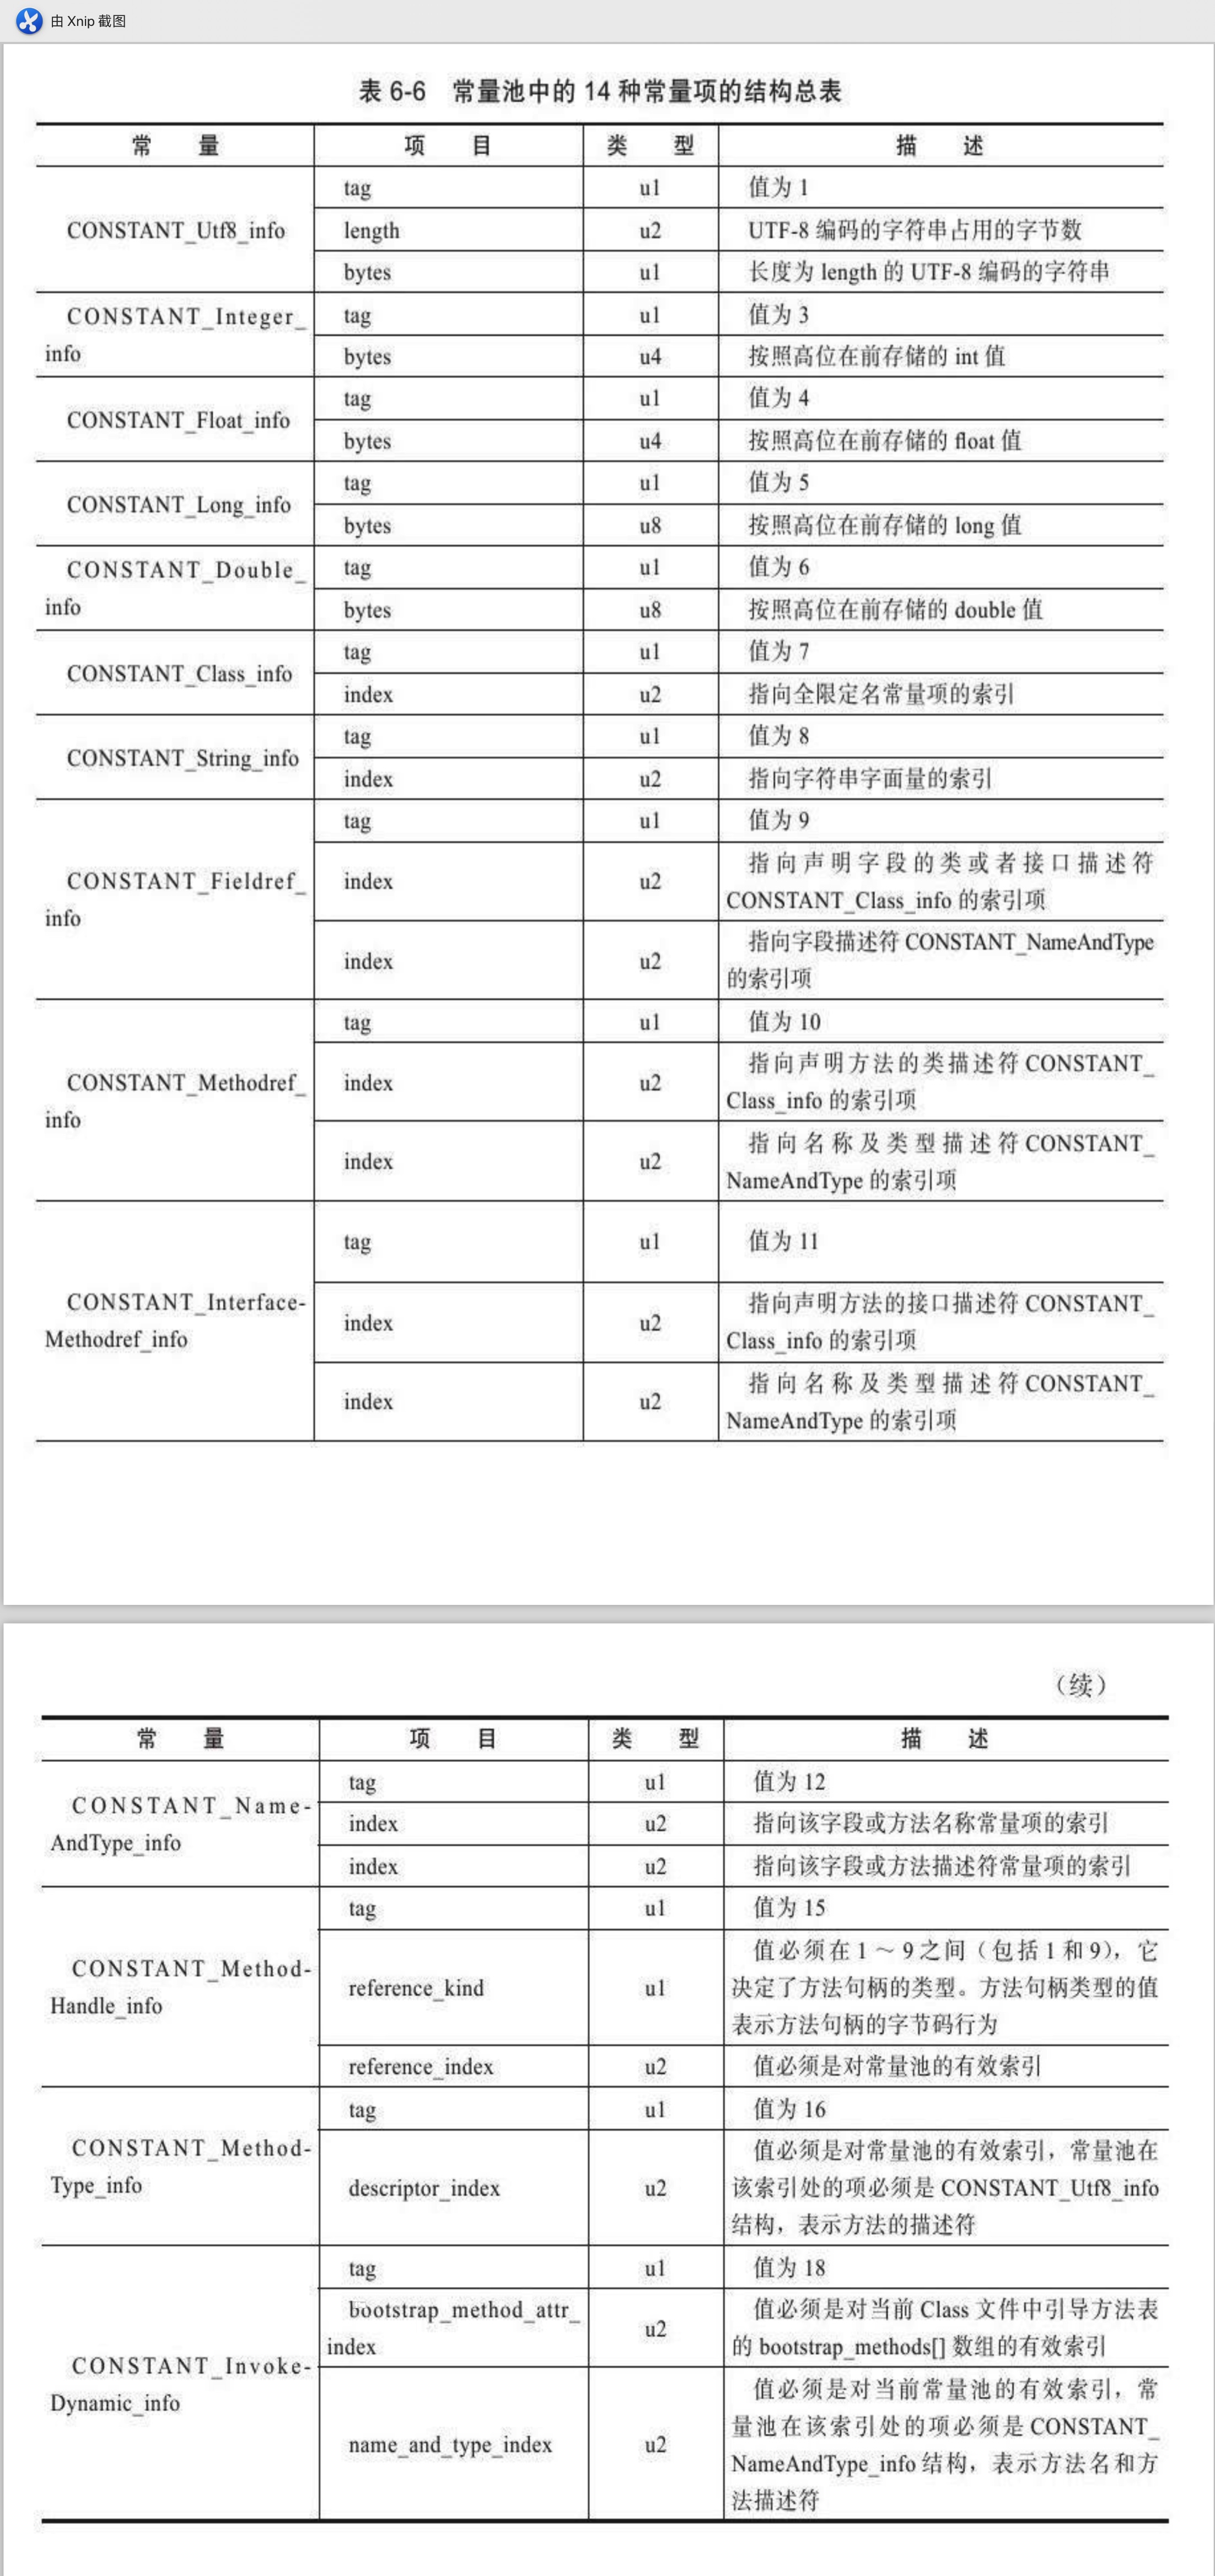 由 Xnip 截图
表 6-6 常量池中的 14 种常量项的结构总表
常 量 项 目 类 型 描 述
CONSTANT_Utf8_info
tag u1 值为 1
length u2 UTF-8 编码的字符串占用的字节数
bytes u1 长度为 length 的 UTF-8 编码的字符串
CONSTANT_Integer_
info
tag u1 值为 3
bytes u4 按照高位在前存储的 int 值
CONSTANT_Float_info
tag u1 值为 4
bytes u4 按照高位在前存储的 float 值
CONSTANT_Long_info
tag u1 值为 5
bytes u8 按照高位在前存储的 long 值
CONSTANT_Double_
info
tag u1 值为 6
bytes u8 按照高位在前存储的 double 值
CONSTANT_Class_info
tag u1 值为 7
index u2 指向全限定名常量项的索引
CONSTANT_String_info
tag u1 值为 8
index u2 指向字符串字面量的索引
CONSTANT_Fieldref_
info
tag u1 值为 9
index u2 指向声明字段的类或者接口描述符
CONSTANT_Class_info 的索引项
index u2 指向字段描述符 CONSTANT_NameAndType
的索引项
CONSTANT_Methodref_
info
tag u1 值为 10
index u2 指向声明方法的类描述符 CONSTANT_
Class_info 的索引项
index u2 指向名称及类型描述符 CONSTANT_
NameAndType 的索引项
CONSTANT_Interface-
Methodref_info
tag u1 值为 11
index u2 指向声明方法的接口描述符 CONSTANT_
Class_info 的索引项
index u2 指向名称及类型描述符 CONSTANT_
NameAndType 的索引项
（续）
常 量 项 目 类 型 描 述
CONSTANT_Name-
AndType_info
tag u1 值为 12
index u2 指向该字段或方法名称常量项的索引
index u2 指向该字段或方法描述符常量项的索引
CONSTANT_Method-
Handle_info
tag u1 值为 15
reference_kind u1 值必须在 1 ～ 9 之间（包括 1 和 9），它
决定了方法句柄的类型。方法句柄类型的值
表示方法句柄的字节码行为
reference_index u2 值必须是对常量池的有效索引
CONSTANT_Method-
Type_info
tag u1 值为 16
descriptor_index u2 值必须是对常量池的有效索引，常量池在
该索引处的项必须是 CONSTANT_Utf8_info
结构，表示方法的描述符
CONSTANT_Invoke-
Dynamic_info
tag u1 值为 18
bootstrap_method_attr_
index u2 值必须是对当前 Class 文件中引导方法表
的 bootstrap_methods[] 数组的有效索引
name_and_type_index u2 值必须是对当前常量池的有效索引，常
量池在该索引处的项必须是 CONSTANT_
NameAndType_info 结构，表示方法名和方
法描述符